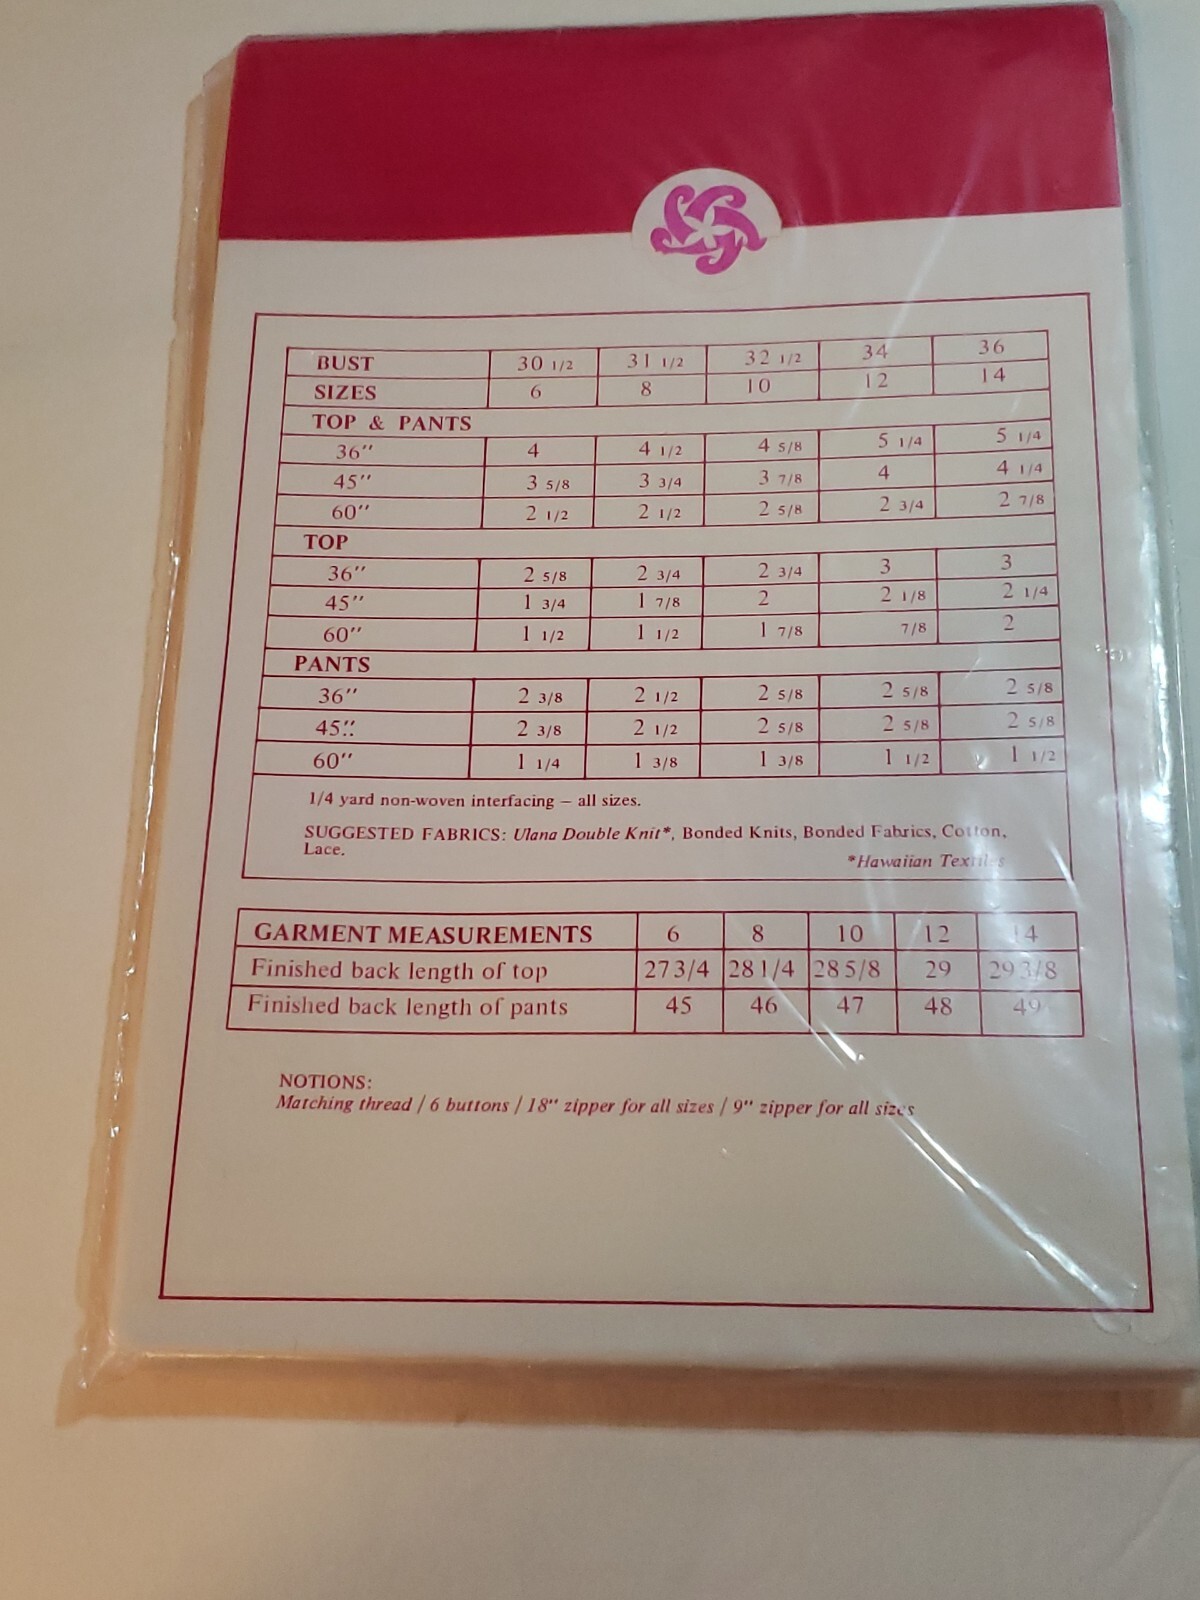 BUST 30 1/2 31 1/2 32 1/2 34 36
SIZES 6 8 10 12 14
TOP & PANTS
36" 4 4 1/2 4 5/8 5 1/4 5 1/4
45" 3 5/8 3 3/4 3 7/8 4 4 1/4
60" 2 1/2 2 1/2 2 5/8 2 3/4 2 7/8
TOP
36" 2 5/8 2 3/4 2 3/4 3 3
45" 1 3/4 1 7/8 2 2 1/8 2 1/4
60" 1 1/2 1 1/2 1 7/8 7/8 2
PANTS
36" 2 3/8 2 1/2 2 5/8 2 5/8 2 5/8
45" 2 3/8 2 1/2 2 5/8 2 5/8 2 5/8
60" 1 1/4 1 3/8 1 3/8 1 1/2 1 1/2
1/4 yard non-woven interfacing – all sizes.
SUGGESTED FABRICS: Ulana Double Knit*, Bonded Knits, Bonded Fabrics, Cotton,
Lace.
*Hawaiian Textiles
GARMENT MEASUREMENTS 6 8 10 12 14
Finished back length of top 27 3/4 28 1/4 28 5/8 29 29 3/8
Finished back length of pants 45 46 47 48 49
NOTIONS:
Matching thread / 6 buttons / 18" zipper for all sizes / 9" zipper for all sizes